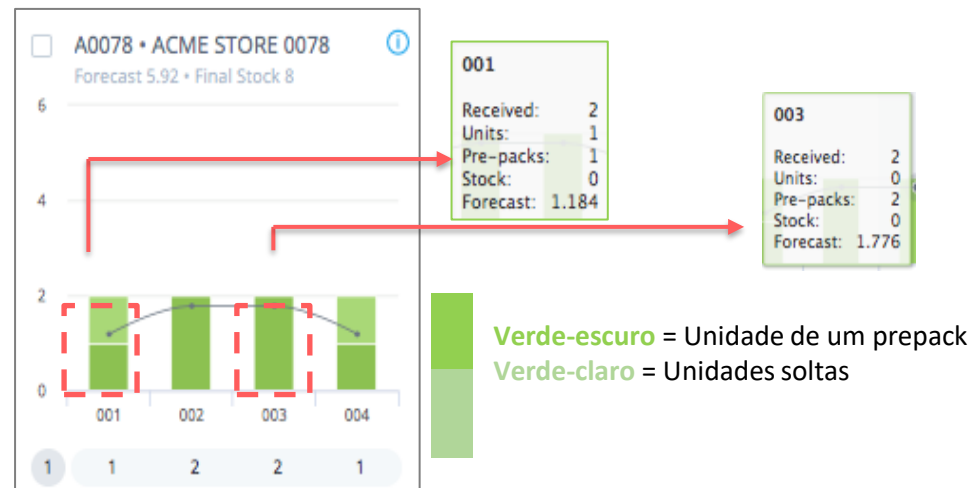 A0078 • ACME STORE 0078
Forecast 5.92 • Final Stock 8
6
4
2
0
001 002 003 004
1 1 2 2 1
001
Received: 2
Units: 1
Pre-packs: 1
Stock: 0
Forecast: 1.184
003
Received: 2
Units: 0
Pre-packs: 2
Stock: 0
Forecast: 1.776
Verde-escuro = Unidade de um prepack
Verde-claro = Unidades soltas